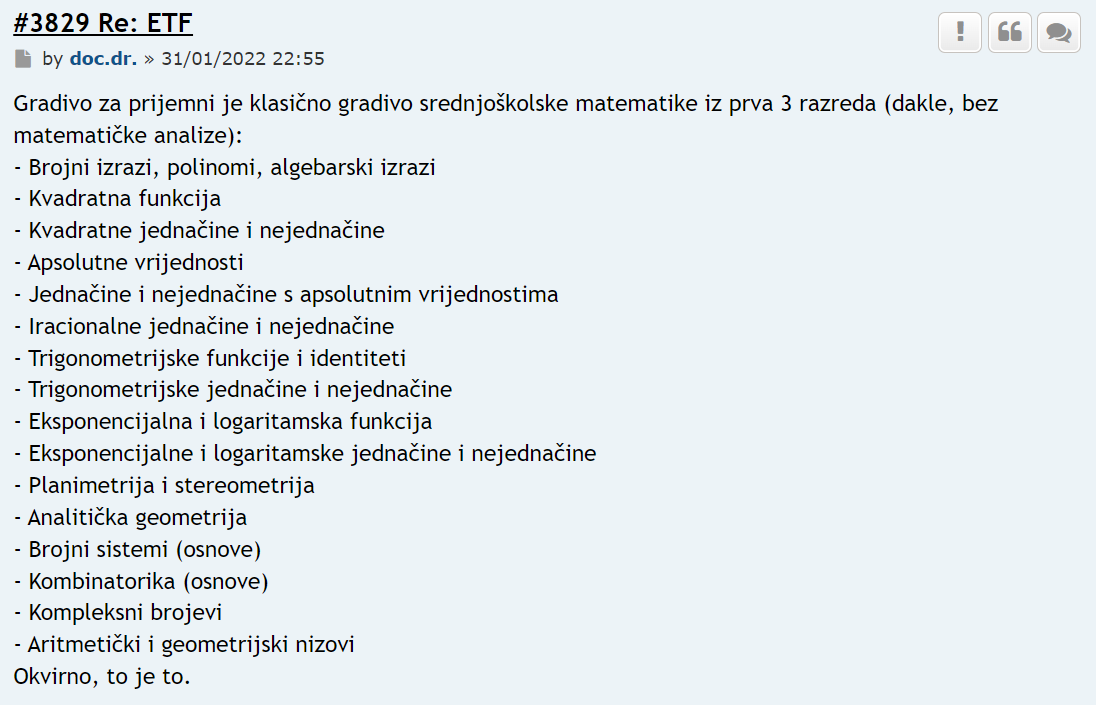 #3829 Re: ETF
by doc.dr. » 31/01/2022 22:55
Gradivo za prijemni je klasično gradivo srednjoškolske matematike iz prva 3 razreda (dakle, bez
matematičke analize):
- Brojni izrazi, polinomi, algebarski izrazi
- Kvadratna funkcija
- Kvadratne jednačine i nejednačine
- Apsolutne vrijednosti
- Jednačine i nejednačine s apsolutnim vrijednostima
- Iracionalne jednačine i nejednačine
- Trigonometrijske funkcije i identiteti
- Trigonometrijske jednačine i nejednačine
- Eksponencijalna i logaritamska funkcija
- Eksponencijalne i logaritamske jednačine i nejednačine
- Planimetrija i stereometrija
- Analitička geometrija
- Brojni sistemi (osnove)
- Kombinatorika (osnove)
- Kompleksni brojevi
- Aritmetički i geometrijski nizovi
Okvirno, to je to.